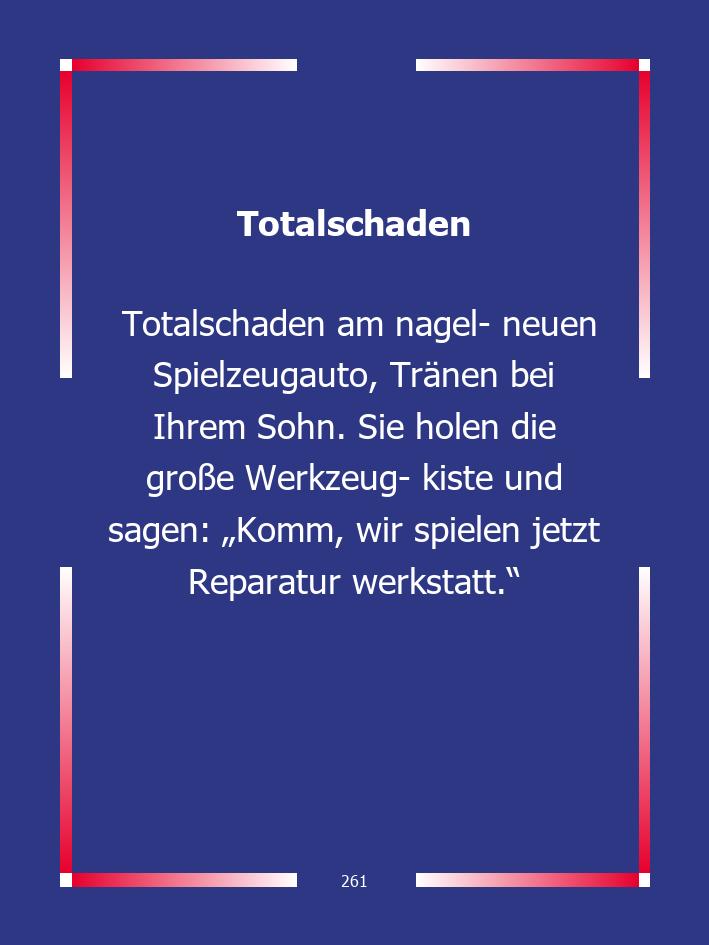 Totalschaden
Totalschaden am nagel- neuen
Spielzeugauto, Tränen bei
Ihrem Sohn. Sie holen die
große Werkzeug- kiste und
sagen: „Komm, wir spielen jetzt
Reparatur werkstatt.“
261